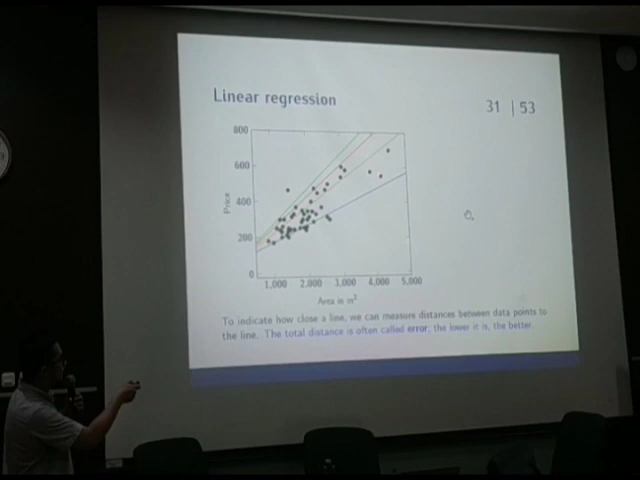 Linear regression
31 | 53
800
600
400
200
0
Price
1,000 2,000 3,000 4,000 5,000
Area in m²
To indicate how close a line, we can measure distances between data points to
the line. The total distance is often called error, the lower it is, the better.